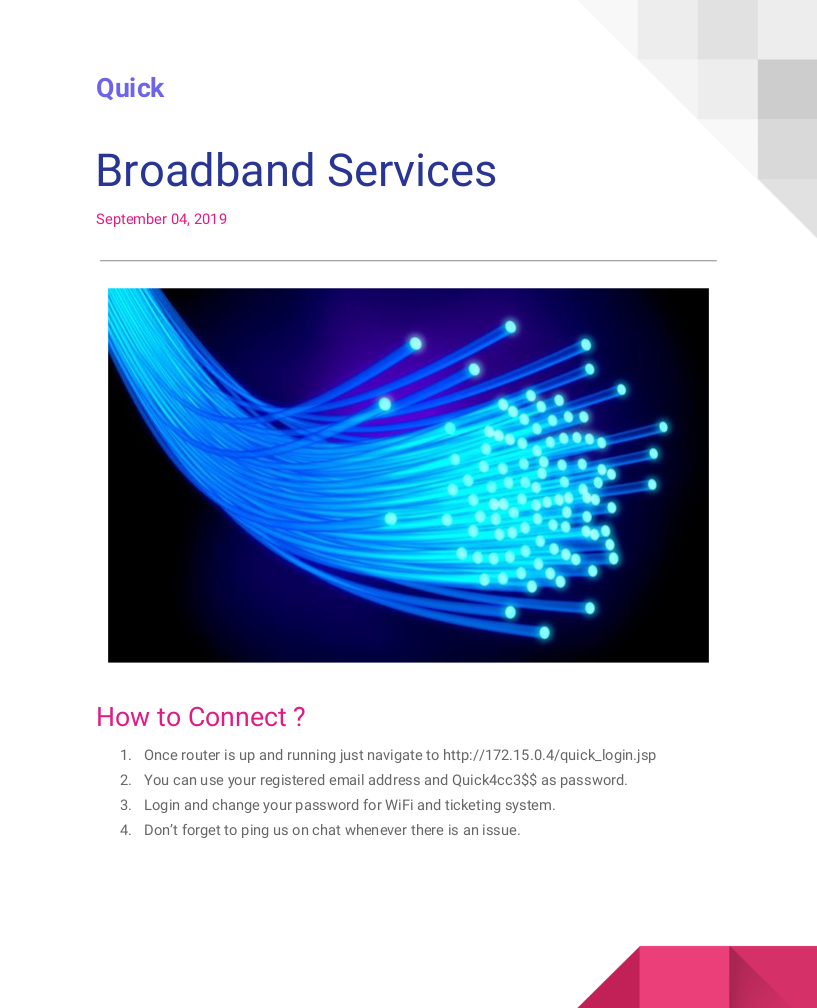 Quick
Broadband Services
September 04, 2019
How to Connect ?
1. Once router is up and running just navigate to http://172.15.0.4/quick_login.jsp
2. You can use your registered email address and Quick4cc3$$ as password.
3. Login and change your password for WiFi and ticketing system.
4. Don’t forget to ping us on chat whenever there is an issue.